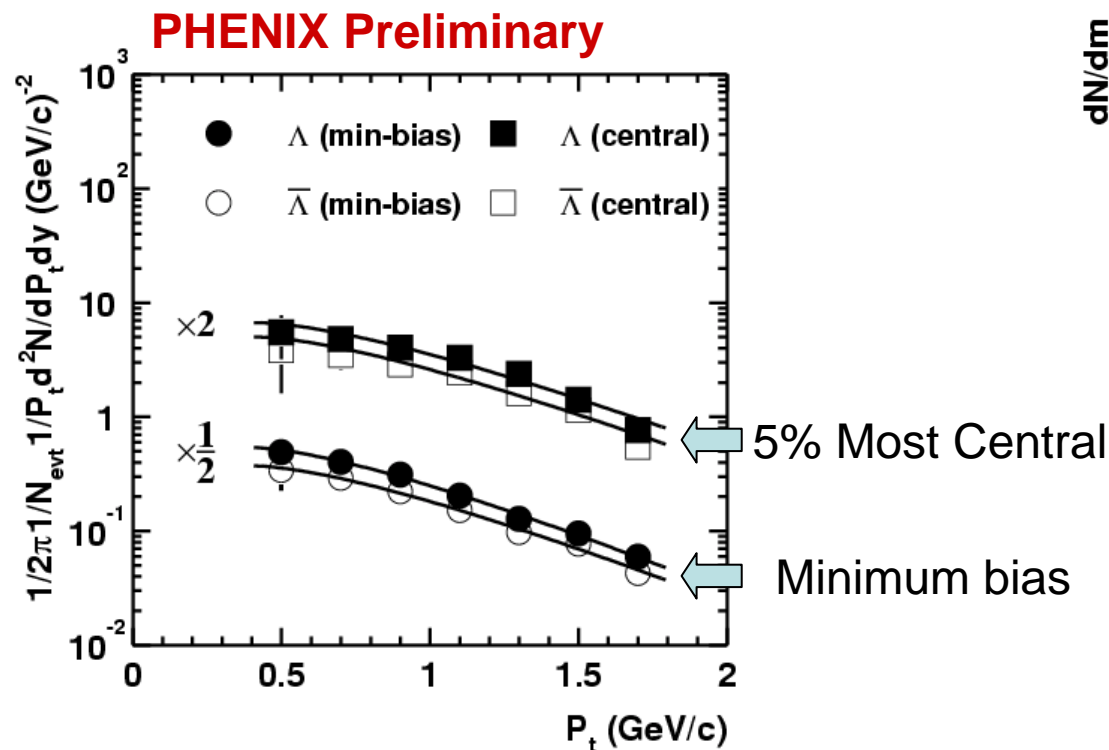 PHENIX Preliminary
dN/dm
1/2π 1/N_evt 1/P_t d²N/dP_t dy (GeV/c)⁻²
10³
Λ (min-bias) Λ (central)
10²
Λ̅ (min-bias) Λ̅ (central)
10
×2
1
5% Most Central
×1/2
10⁻¹
Minimum bias
10⁻²
0 0.5 1 1.5 2
P_t (GeV/c)